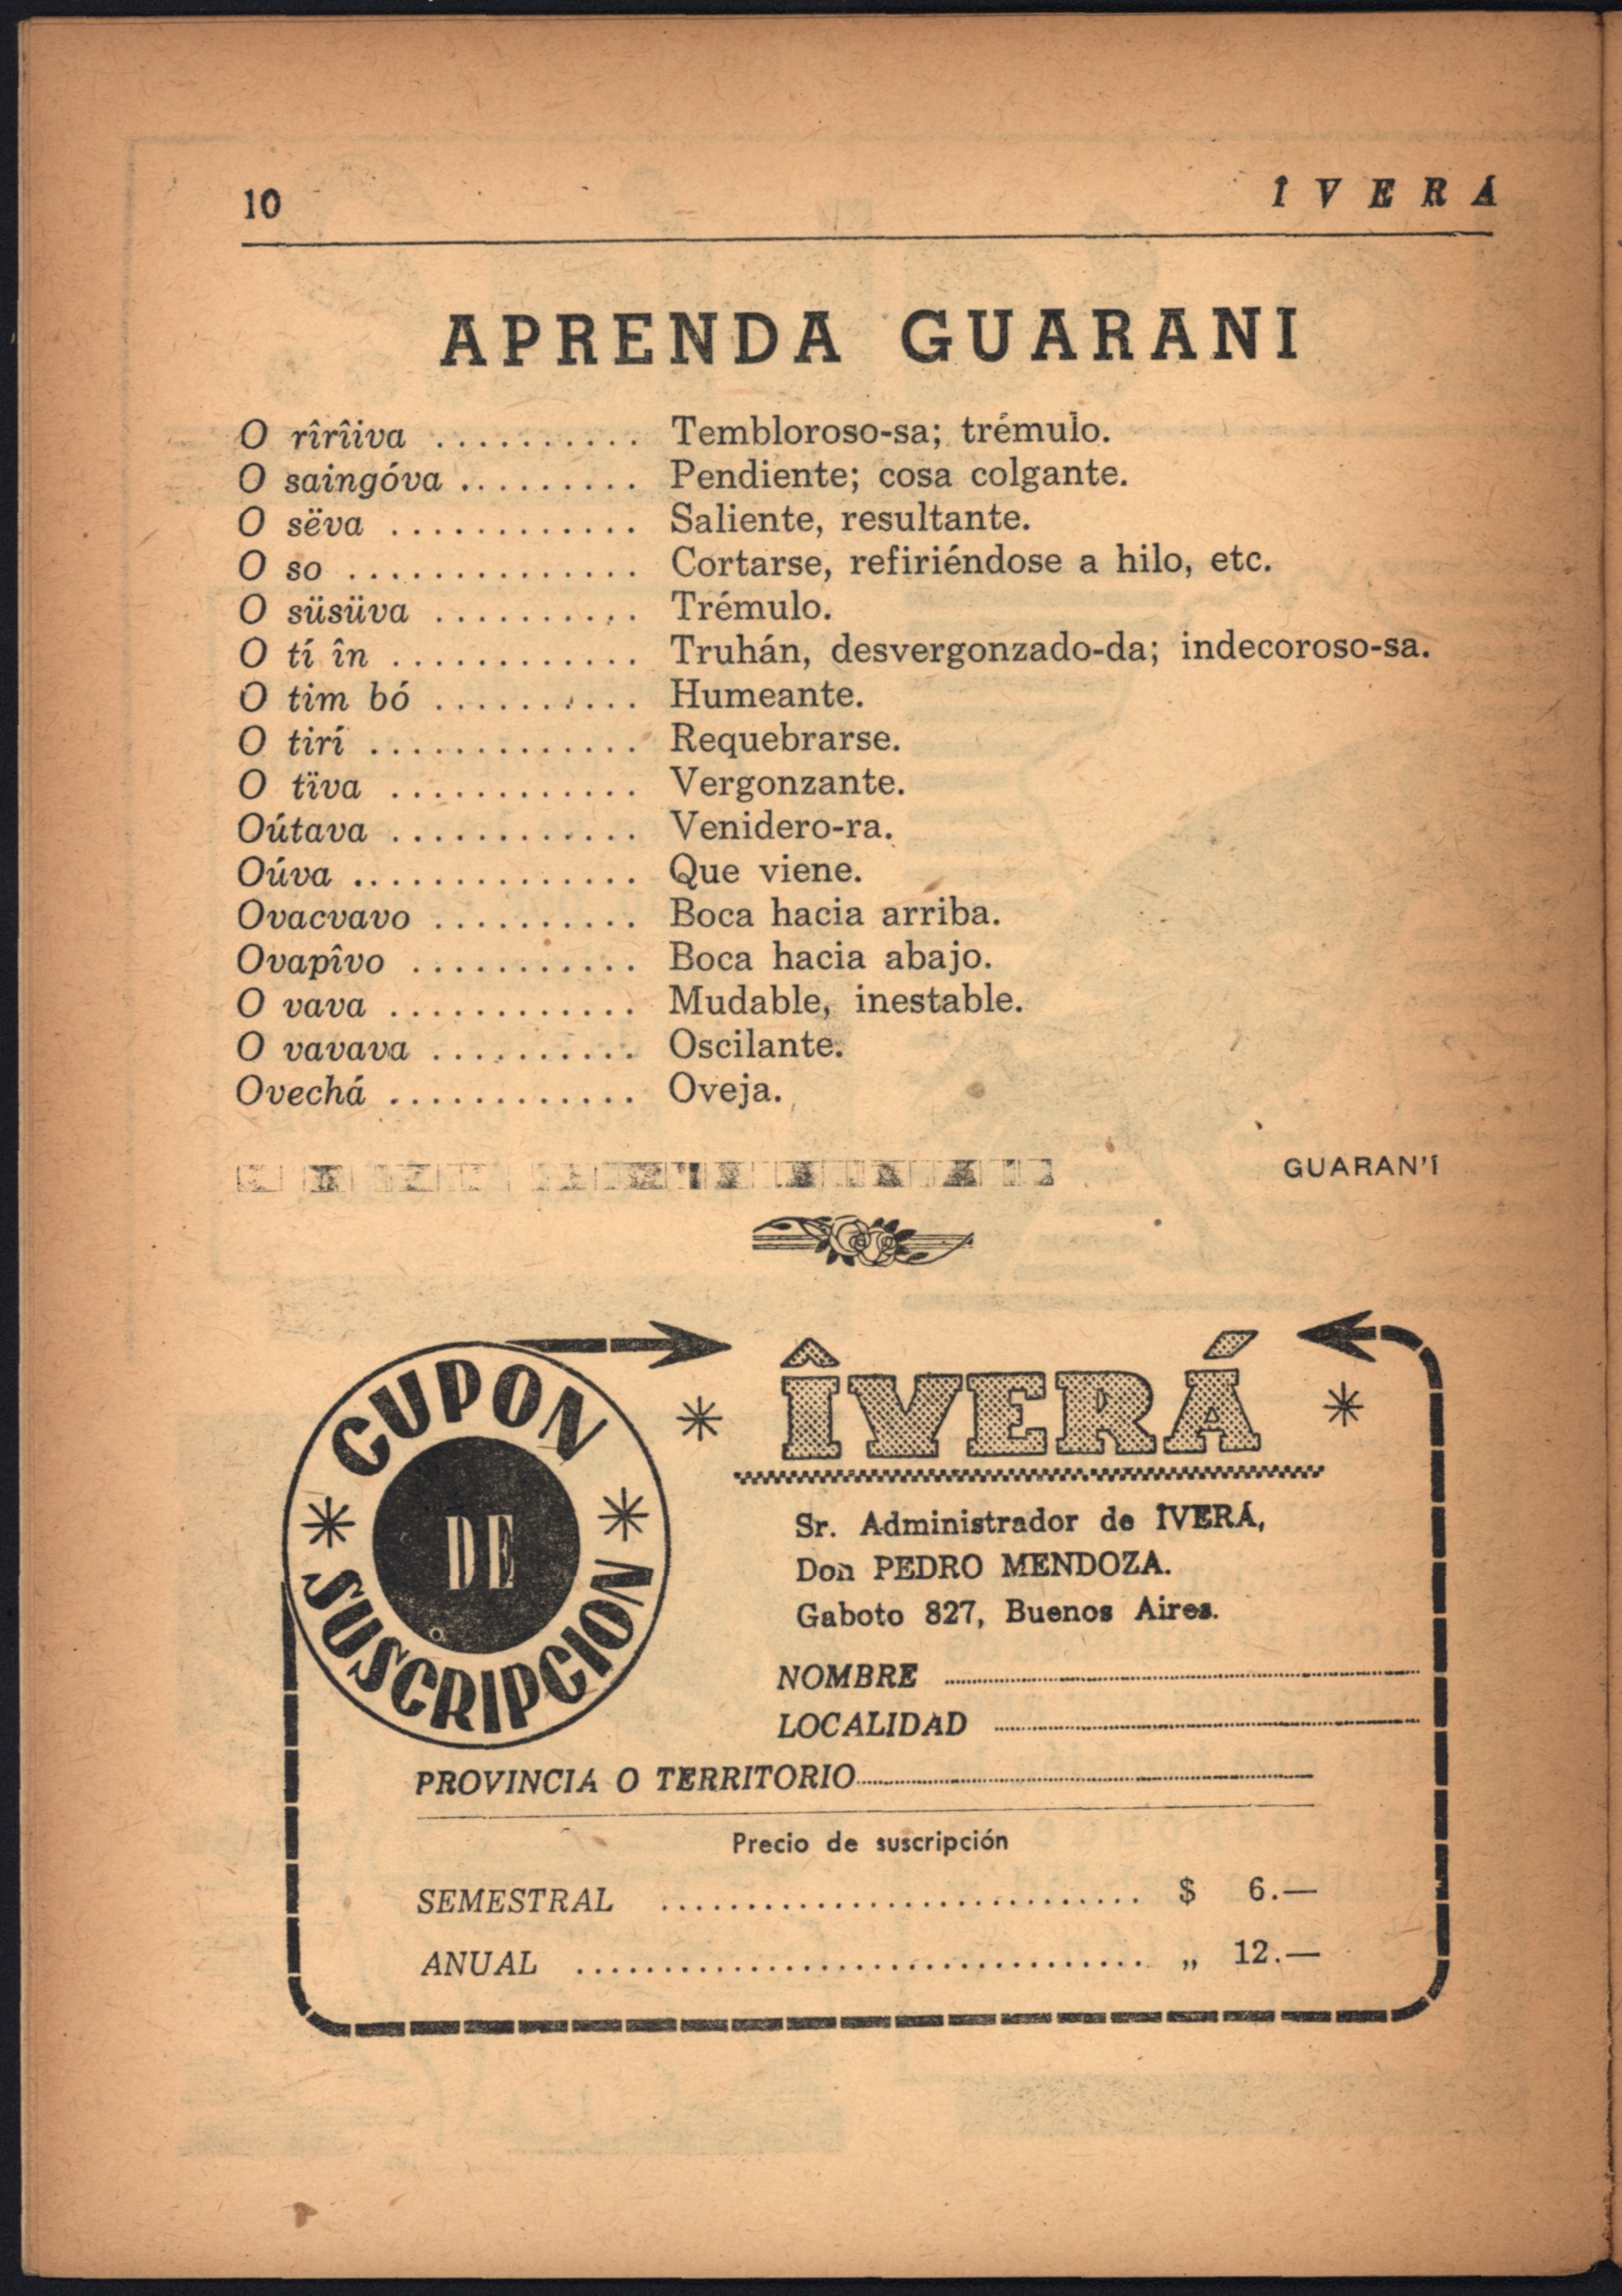 10
Î V E R Á
APRENDA GUARANI
O rîrîiva .......... Tembloroso-sa; trémulo.
O saingóva ......... Pendiente; cosa colgante.
O sëva ............ Saliente, resultante.
O so .............. Cortarse, refiriéndose a hilo, etc.
O süsüva .......... Trémulo.
O tí în ............ Truhán, desvergonzado-da; indecoroso-sa.
O tim bó .......... Humeante.
O tirí ............. Requebrarse.
O tïva ............ Vergonzante.
Oútava ............ Venidero-ra.
Oúva .............. Que viene.
Ovacvavo .......... Boca hacia arriba.
Ovapîvo ........... Boca hacia abajo.
O vava ............ Mudable, inestable.
O vavava .......... Oscilante.
Ovechá ............ Oveja.
GUARAN'Í
CUPON
DE
SUSCRIPCION
ÎVERÁ
Sr. Administrador de ÎVERÁ,
Don PEDRO MENDOZA.
Gaboto 827, Buenos Aires.
NOMBRE
LOCALIDAD
PROVINCIA O TERRITORIO
Precio de suscripción
SEMESTRAL ............................ $ 6.—
ANUAL ................................. „ 12.—